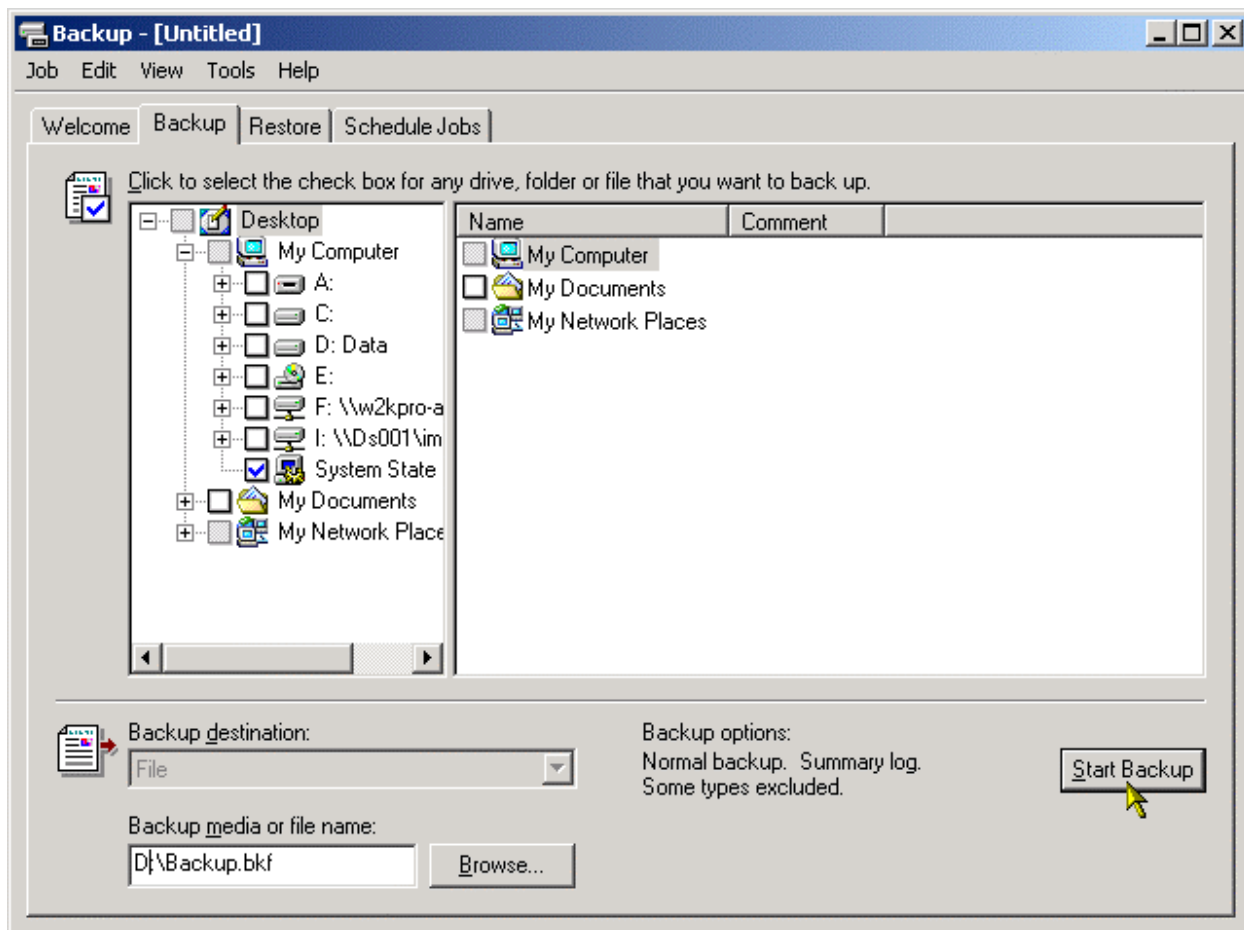 Backup - [Untitled]
Job Edit View Tools Help
Welcome Backup Restore Schedule Jobs
Click to select the check box for any drive, folder or file that you want to back up.
Desktop
My Computer
A:
C:
D: Data
E:
F: \\w2kpro-a
I: \\Ds001\im
System State
My Documents
My Network Place
Name Comment
My Computer
My Documents
My Network Places
Backup destination:
File
Backup media or file name:
D:\Backup.bkf
Browse...
Backup options:
Normal backup. Summary log.
Some types excluded.
Start Backup